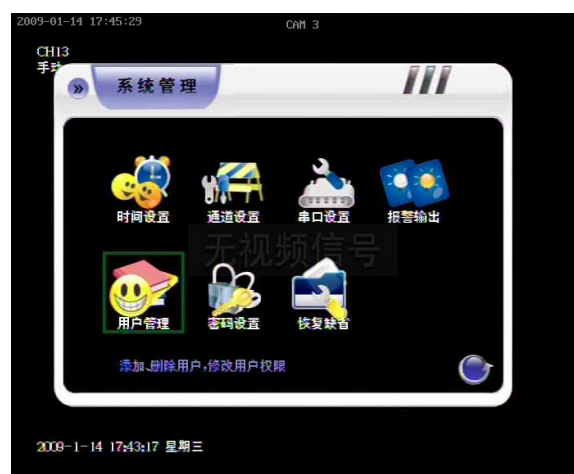 2009-01-14 17:45:29
CAM 3
CH13
手动
系统管理
时间设置 通道设置 串口设置 报警输出
无视频信号
用户管理 密码设置 恢复缺省
添加、删除用户,修改用户权限
2009-1-14 17:43:17 星期三